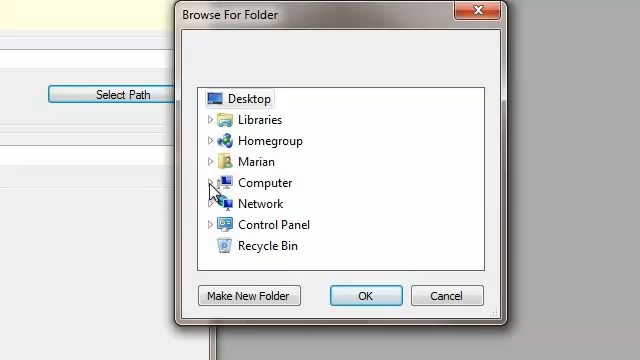 Browse For Folder
Select Path
Desktop
Libraries
Homegroup
Marian
Computer
Network
Control Panel
Recycle Bin
Make New Folder
OK
Cancel